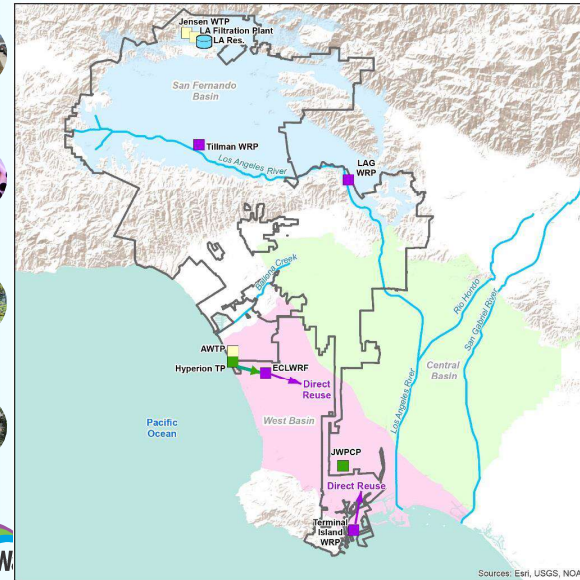 Jensen WTP
LA Filtration Plant
LA Res.
San Fernando
Basin
Tillman WRP
Los Angeles River
LAG
WRP
Ballona Creek
Rio Hondo
San Gabriel River
AWTP
Hyperion TP
ECLWRF
Direct
Reuse
Central
Basin
Los Angeles River
Pacific
Ocean
West Basin
JWPCP
Direct Reuse
Terminal
Island
WRP
Sources: Esri, USGS, NOA